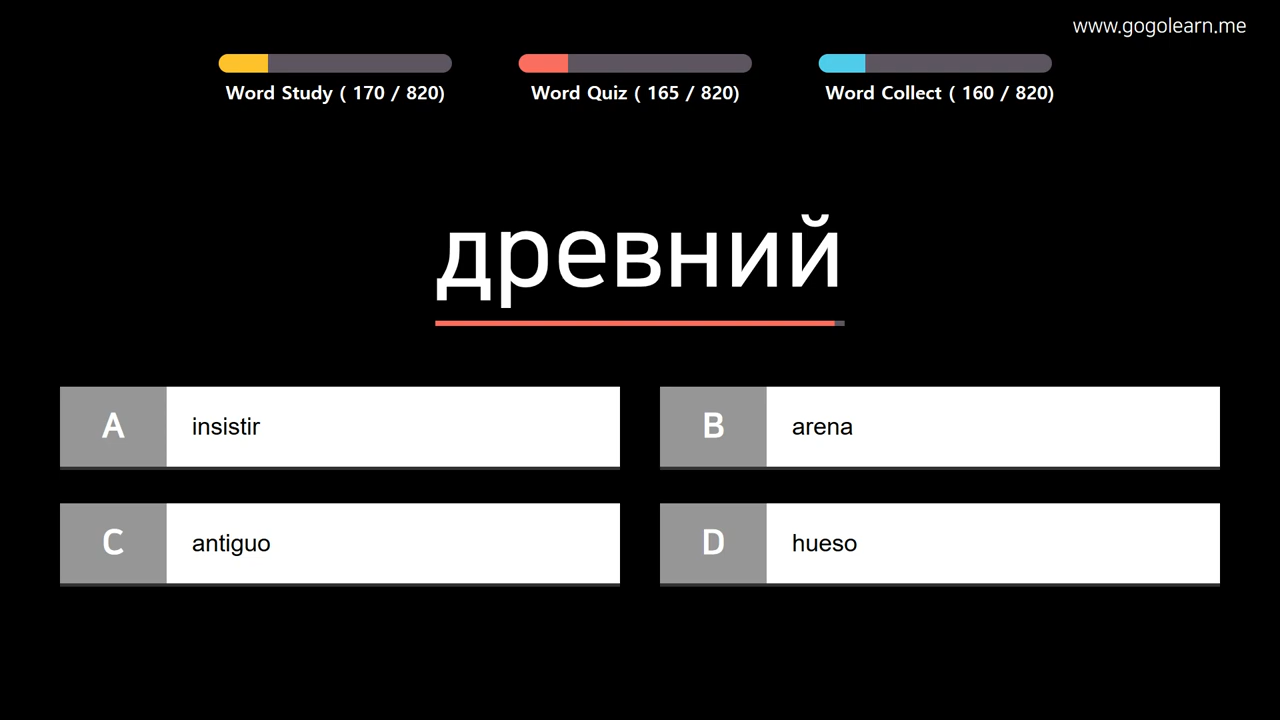 www.gogolearn.me
Word Study ( 170 / 820)
Word Quiz ( 165 / 820)
Word Collect ( 160 / 820)
древний
A insistir
B arena
C antiguo
D hueso